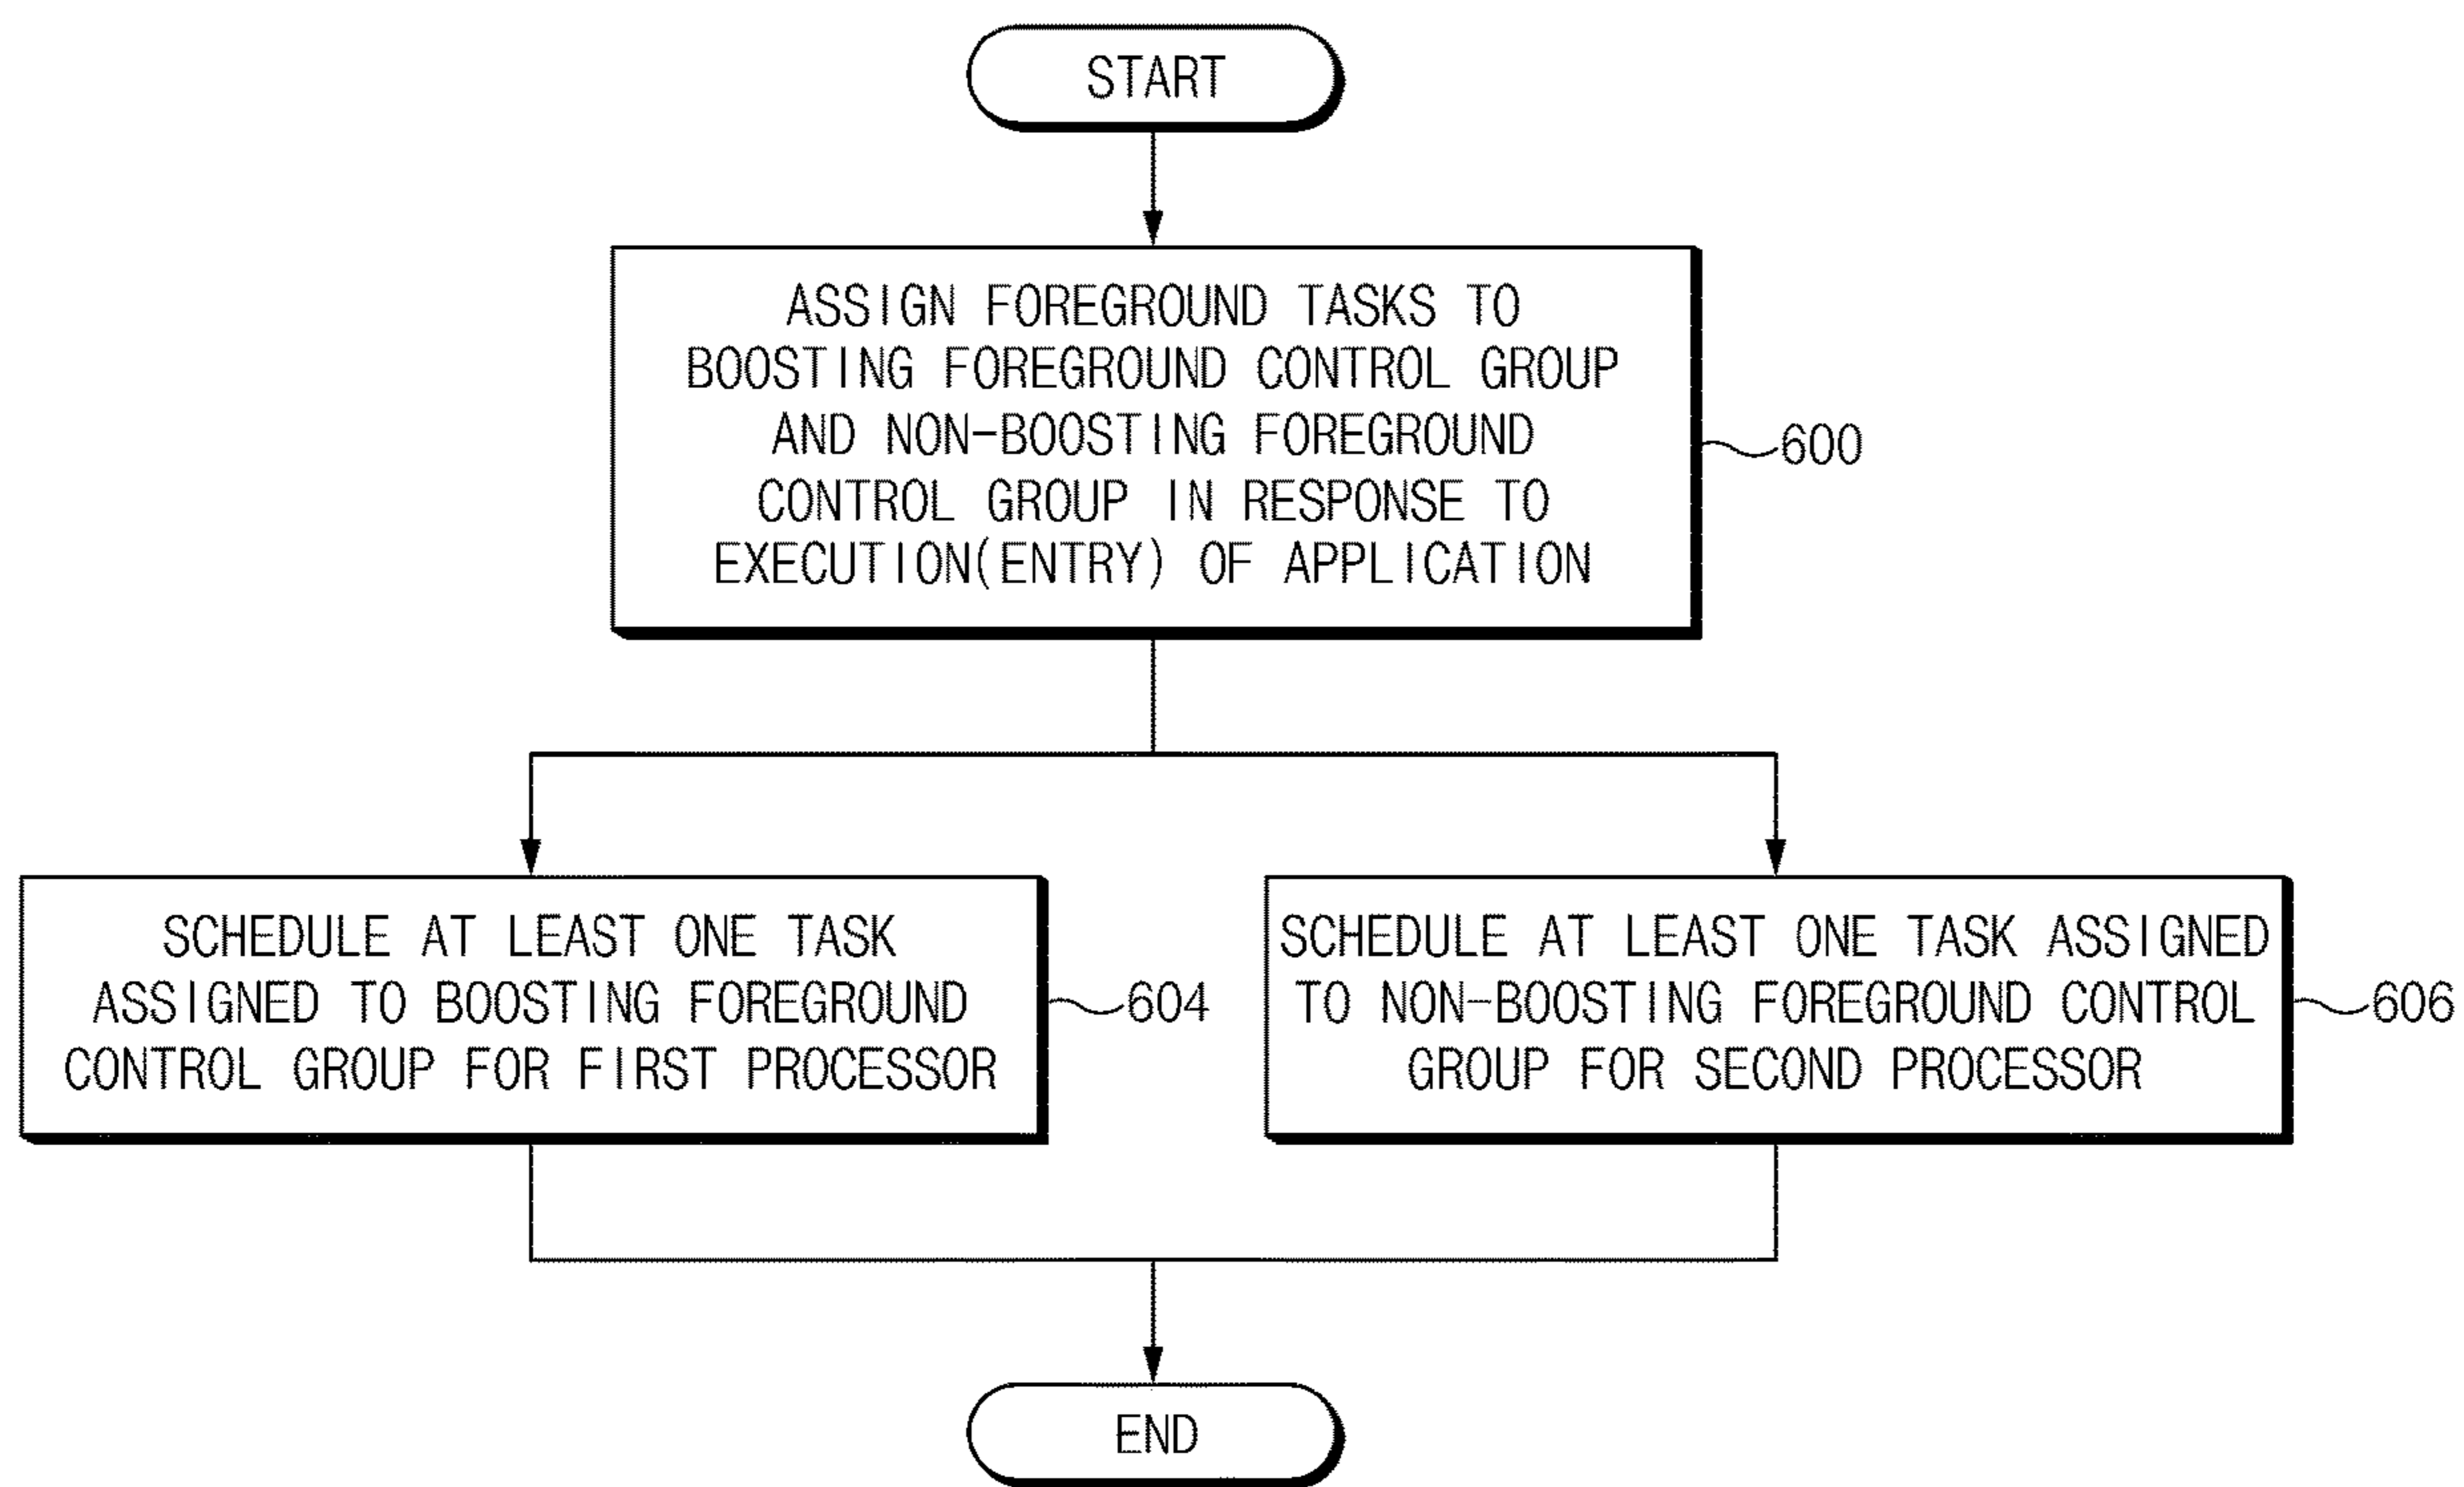 START
ASSIGN FOREGROUND TASKS TO
BOOSTING FOREGROUND CONTROL GROUP
AND NON-BOOSTING FOREGROUND
CONTROL GROUP IN RESPONSE TO
EXECUTION(ENTRY) OF APPLICATION
600
SCHEDULE AT LEAST ONE TASK
ASSIGNED TO BOOSTING FOREGROUND
CONTROL GROUP FOR FIRST PROCESSOR
604
SCHEDULE AT LEAST ONE TASK ASSIGNED
TO NON-BOOSTING FOREGROUND CONTROL
GROUP FOR SECOND PROCESSOR
606
END